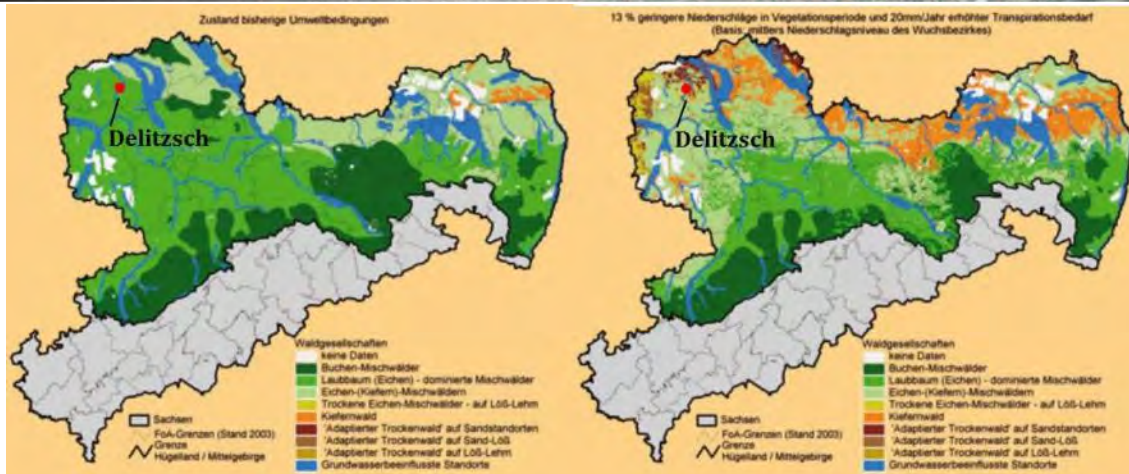 Zustand bisherige Umweltbedingungen
Delitzsch
Waldgesellschaften
keine Daten
Buchen-Mischwälder
Laubbaum (Eichen) - dominierte Mischwälder
Eichen-(Kiefern)-Mischwäldern
Trockene Eichen-Mischwälder - auf Löß-Lehm
Kiefernwald
'Adaptierter Trockenwald' auf Sandstandorten
'Adaptierter Trockenwald' auf Sand-Löß
'Adaptierter Trockenwald' auf Löß-Lehm
Grundwasserbeeinflusste Standorte
Sachsen
FoA-Grenzen (Stand 2003)
Grenze
Hügelland / Mittelgebirge
13 % geringere Niederschläge in Vegetationsperiode und 20mm/Jahr erhöhter Transpirationsbedarf
(Basis: mittlers Niederschlagsniveau des Wuchsbezirkes)
Delitzsch
Waldgesellschaften
keine Daten
Buchen-Mischwälder
Laubbaum (Eichen) - dominierte Mischwälder
Eichen-(Kiefern)-Mischwäldern
Trockene Eichen-Mischwälder - auf Löß-Lehm
Kiefernwald
'Adaptierter Trockenwald' auf Sandstandorten
'Adaptierter Trockenwald' auf Sand-Löß
'Adaptierter Trockenwald' auf Löß-Lehm
Grundwasserbeeinflusste Standorte
Sachsen
FoA-Grenzen (Stand 2003)
Grenze
Hügelland / Mittelgebirge